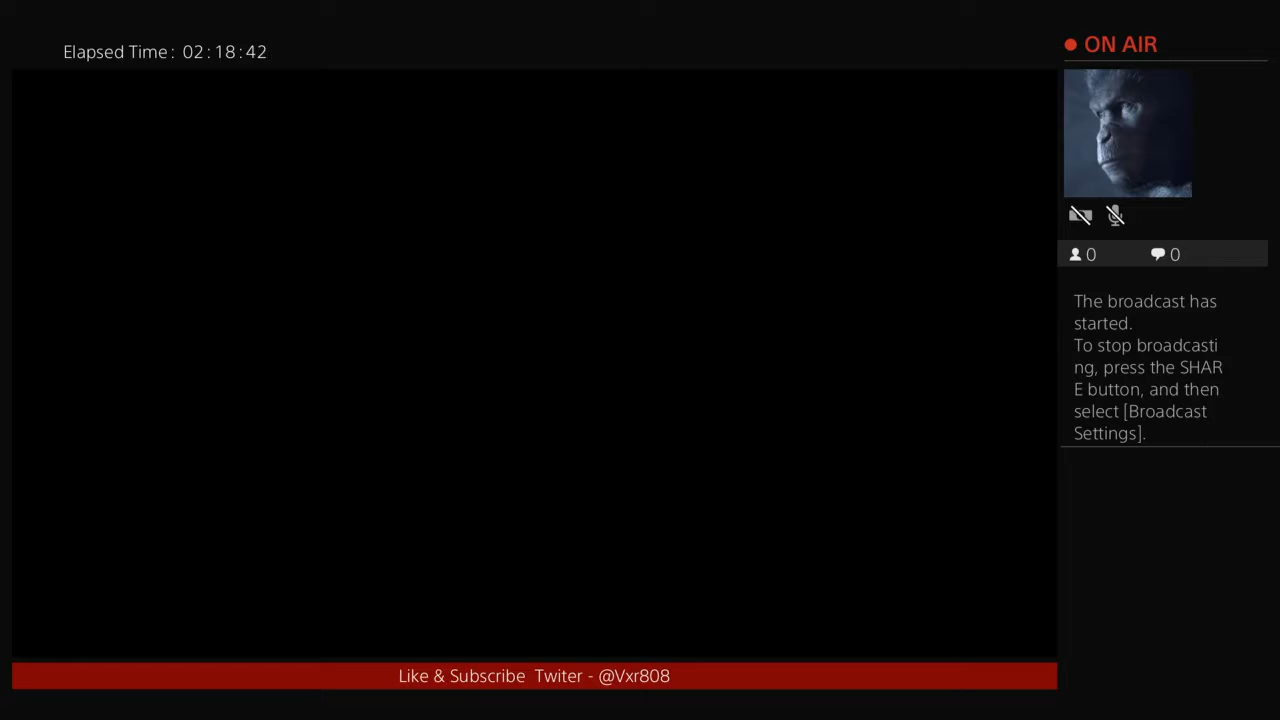 Elapsed Time: 02:18:42
ON AIR
0 0
The broadcast has
started.
To stop broadcasti
ng, press the SHAR
E button, and then
select [Broadcast
Settings].
Like & Subscribe Twiter - @Vxr808